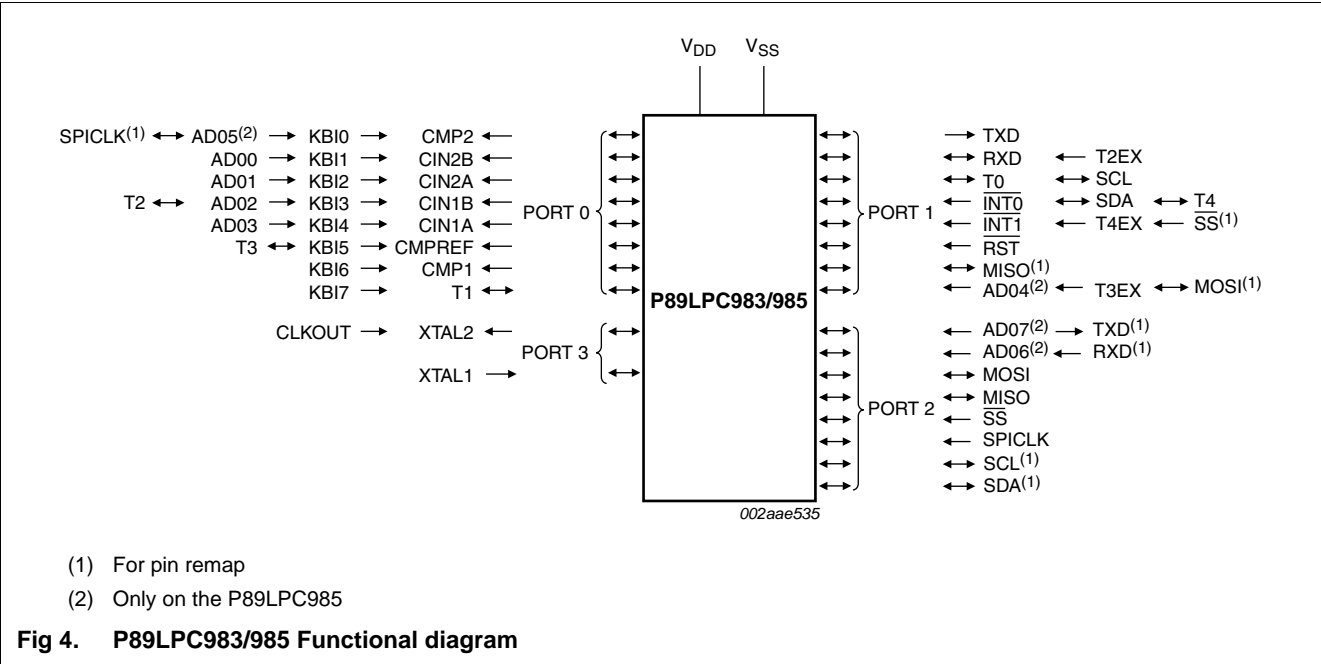 VDD VSS
SPICLK(1) AD05(2) KBI0 CMP2 TXD
AD00 KBI1 CIN2B RXD T2EX
AD01 KBI2 CIN2A T0 SCL
T2 AD02 KBI3 CIN1B INT0 SDA T4
PORT 0 PORT 1
AD03 KBI4 CIN1A INT1 T4EX SS(1)
T3 KBI5 CMPREF RST
KBI6 CMP1 MISO(1)
KBI7 T1 AD04(2) T3EX MOSI(1)
P89LPC983/985
CLKOUT XTAL2 AD07(2) TXD(1)
PORT 3 AD06(2) RXD(1)
XTAL1 MOSI
MISO
PORT 2
SS
SPICLK
SCL(1)
SDA(1)
002aae535
(1) For pin remap
(2) Only on the P89LPC985
Fig 4. P89LPC983/985 Functional diagram